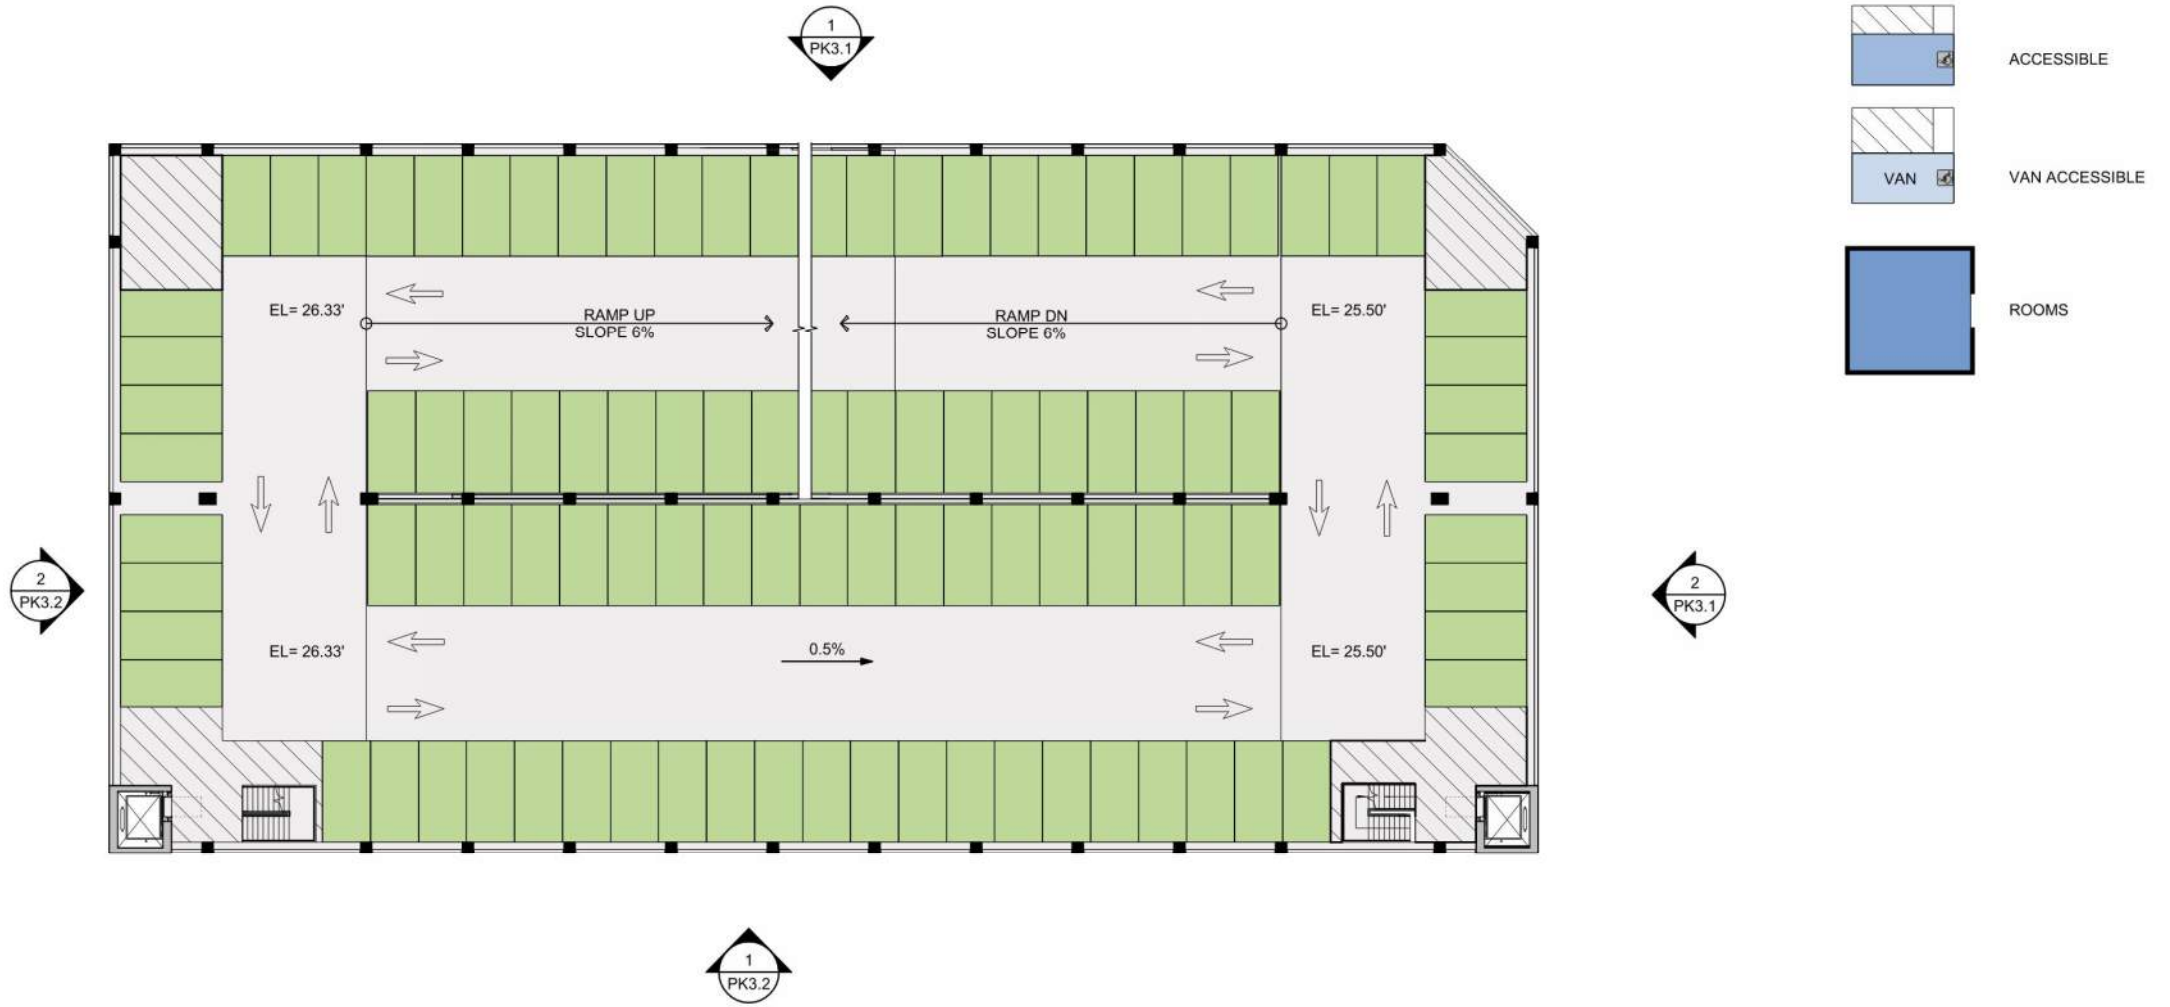 1
PK3.1
ACCESSIBLE
VAN
VAN ACCESSIBLE
EL= 26.33'
RAMP UP
SLOPE 6%
RAMP DN
SLOPE 6%
EL= 25.50'
ROOMS
2
PK3.2
2
PK3.1
EL= 26.33'
0.5%
EL= 25.50'
1
PK3.2